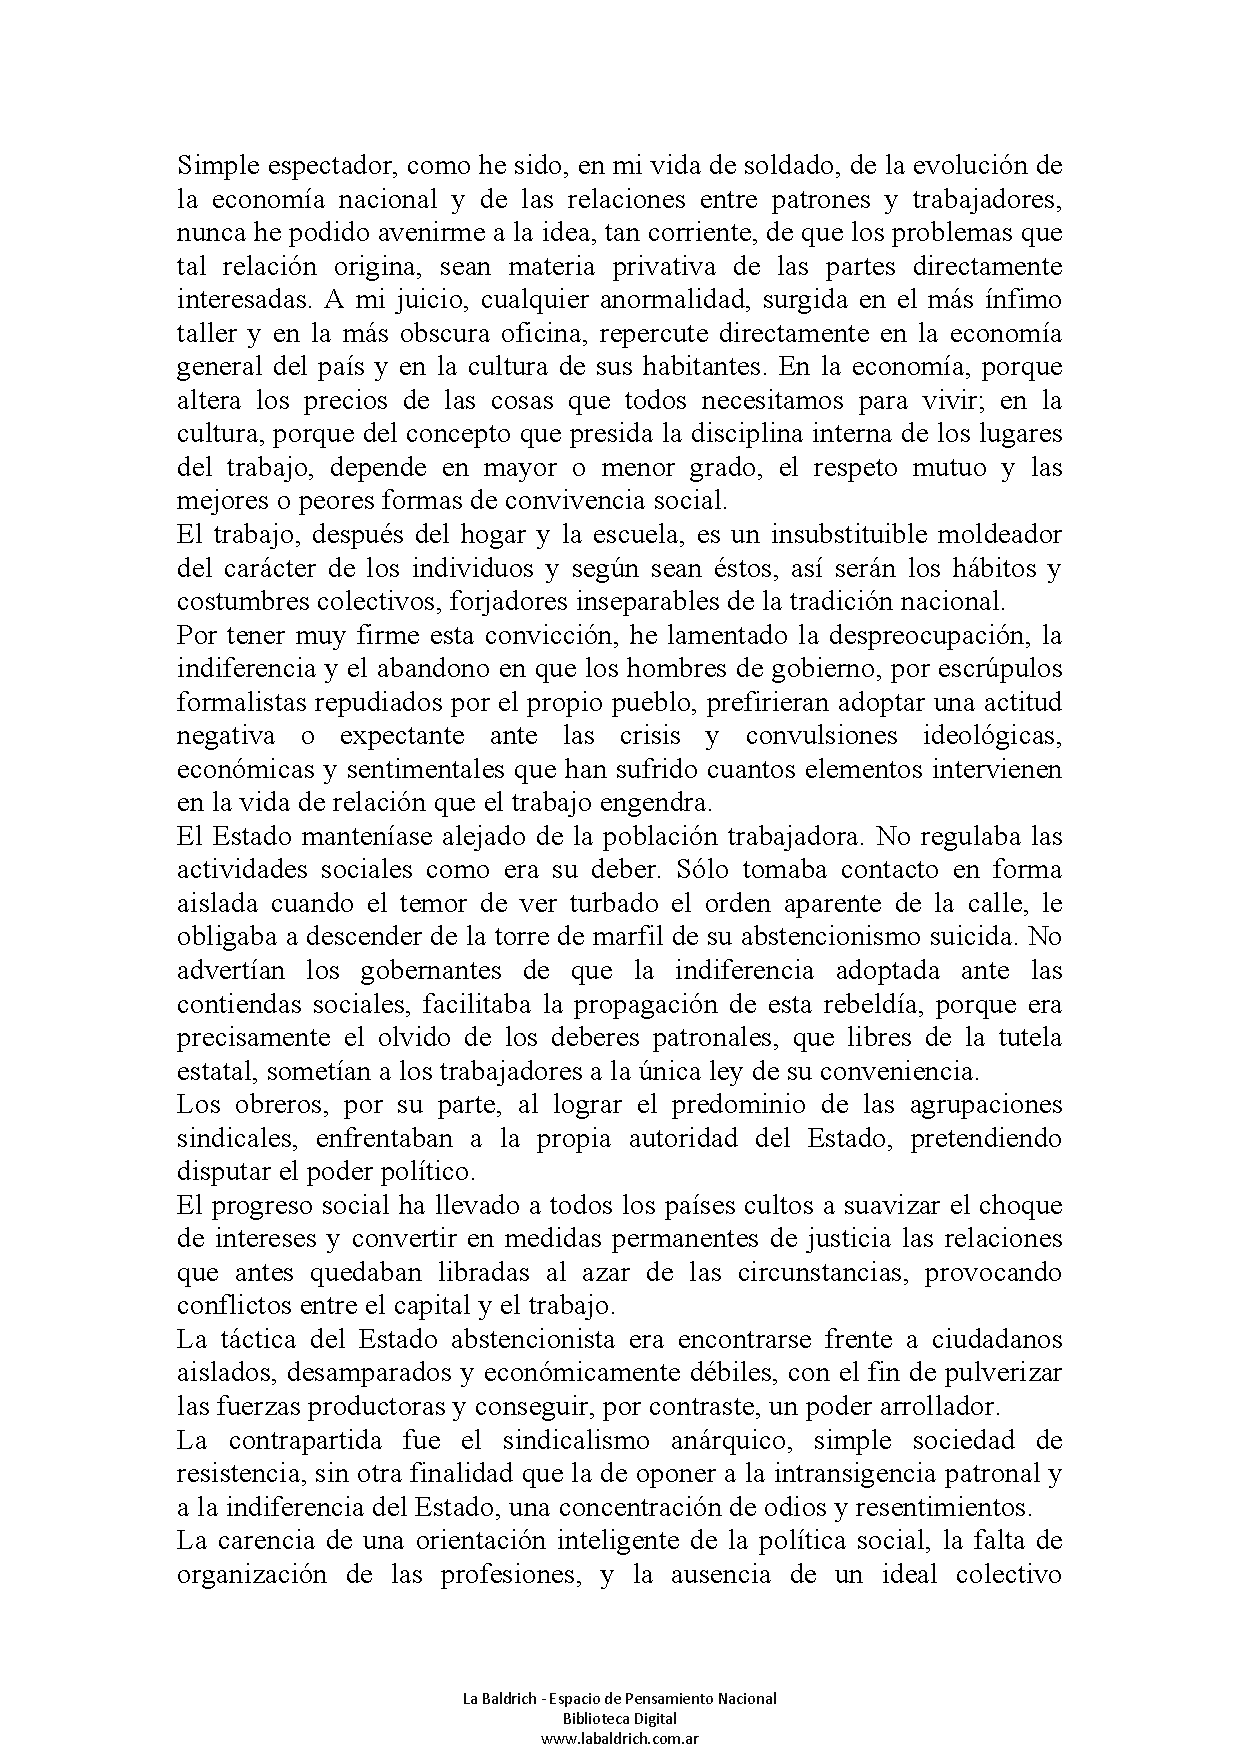 Simple espectador, como he sido, en mi vida de soldado, de la evolución de
la economía nacional y de las relaciones entre patrones y trabajadores,
nunca he podido avenirme a la idea, tan corriente, de que los problemas que
tal relación origina, sean materia privativa de las partes directamente
interesadas. A mi juicio, cualquier anormalidad, surgida en el más ínfimo
taller y en la más obscura oficina, repercute directamente en la economía
general del país y en la cultura de sus habitantes. En la economía, porque
altera los precios de las cosas que todos necesitamos para vivir; en la
cultura, porque del concepto que presida la disciplina interna de los lugares
del trabajo, depende en mayor o menor grado, el respeto mutuo y las
mejores o peores formas de convivencia social.
El trabajo, después del hogar y la escuela, es un insubstituible moldeador
del carácter de los individuos y según sean éstos, así serán los hábitos y
costumbres colectivos, forjadores inseparables de la tradición nacional.
Por tener muy firme esta convicción, he lamentado la despreocupación, la
indiferencia y el abandono en que los hombres de gobierno, por escrúpulos
formalistas repudiados por el propio pueblo, prefirieran adoptar una actitud
negativa o expectante ante las crisis y convulsiones ideológicas,
económicas y sentimentales que han sufrido cuantos elementos intervienen
en la vida de relación que el trabajo engendra.
El Estado manteníase alejado de la población trabajadora. No regulaba las
actividades sociales como era su deber. Sólo tomaba contacto en forma
aislada cuando el temor de ver turbado el orden aparente de la calle, le
obligaba a descender de la torre de marfil de su abstencionismo suicida. No
advertían los gobernantes de que la indiferencia adoptada ante las
contiendas sociales, facilitaba la propagación de esta rebeldía, porque era
precisamente el olvido de los deberes patronales, que libres de la tutela
estatal, sometían a los trabajadores a la única ley de su conveniencia.
Los obreros, por su parte, al lograr el predominio de las agrupaciones
sindicales, enfrentaban a la propia autoridad del Estado, pretendiendo
disputar el poder político.
El progreso social ha llevado a todos los países cultos a suavizar el choque
de intereses y convertir en medidas permanentes de justicia las relaciones
que antes quedaban libradas al azar de las circunstancias, provocando
conflictos entre el capital y el trabajo.
La táctica del Estado abstencionista era encontrarse frente a ciudadanos
aislados, desamparados y económicamente débiles, con el fin de pulverizar
las fuerzas productoras y conseguir, por contraste, un poder arrollador.
La contrapartida fue el sindicalismo anárquico, simple sociedad de
resistencia, sin otra finalidad que la de oponer a la intransigencia patronal y
a la indiferencia del Estado, una concentración de odios y resentimientos.
La carencia de una orientación inteligente de la política social, la falta de
organización de las profesiones, y la ausencia de un ideal colectivo
La Baldrich - Espacio de Pensamiento Nacional
Biblioteca Digital
www.labaldrich.com.ar